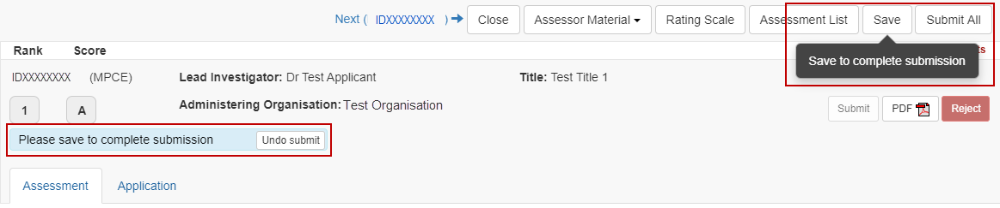 Next ( IDXXXXXXXX ) Close Assessor Material Rating Scale Assessment List Save Submit All
Rank Score ts
Save to complete submission
IDXXXXXXXX (MPCE) Lead Investigator: Dr Test Applicant Title: Test Title 1
1 A Administering Organisation: Test Organisation Submit PDF Reject
Please save to complete submission Undo submit
Assessment Application